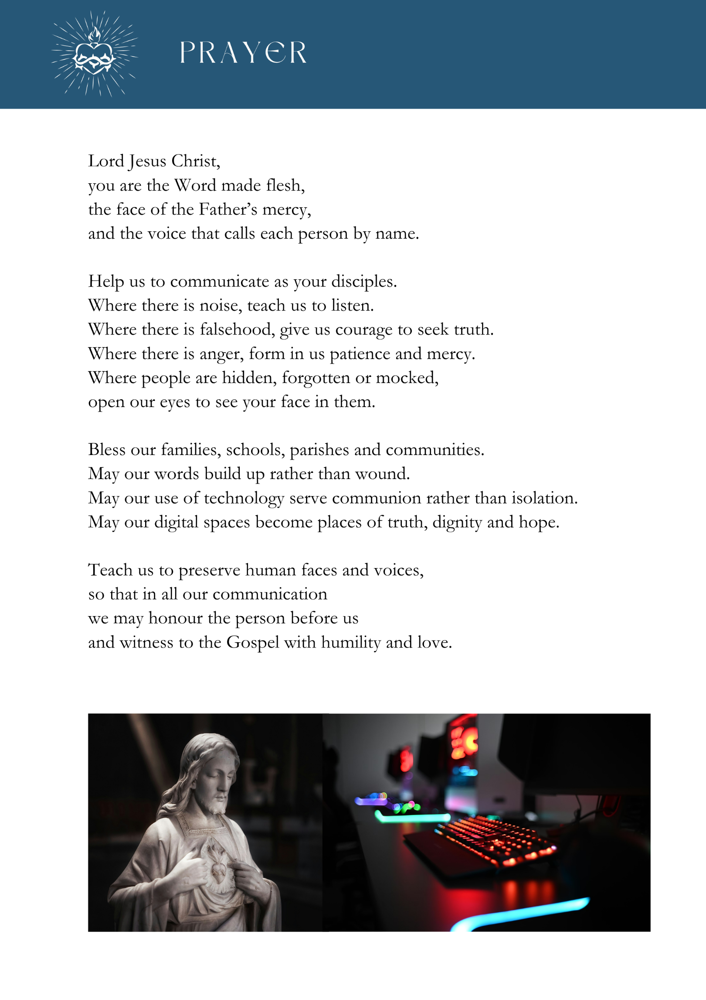 PRAYER
Lord Jesus Christ,
you are the Word made flesh,
the face of the Father’s mercy,
and the voice that calls each person by name.
Help us to communicate as your disciples.
Where there is noise, teach us to listen.
Where there is falsehood, give us courage to seek truth.
Where there is anger, form in us patience and mercy.
Where people are hidden, forgotten or mocked,
open our eyes to see your face in them.
Bless our families, schools, parishes and communities.
May our words build up rather than wound.
May our use of technology serve communion rather than isolation.
May our digital spaces become places of truth, dignity and hope.
Teach us to preserve human faces and voices,
so that in all our communication
we may honour the person before us
and witness to the Gospel with humility and love.